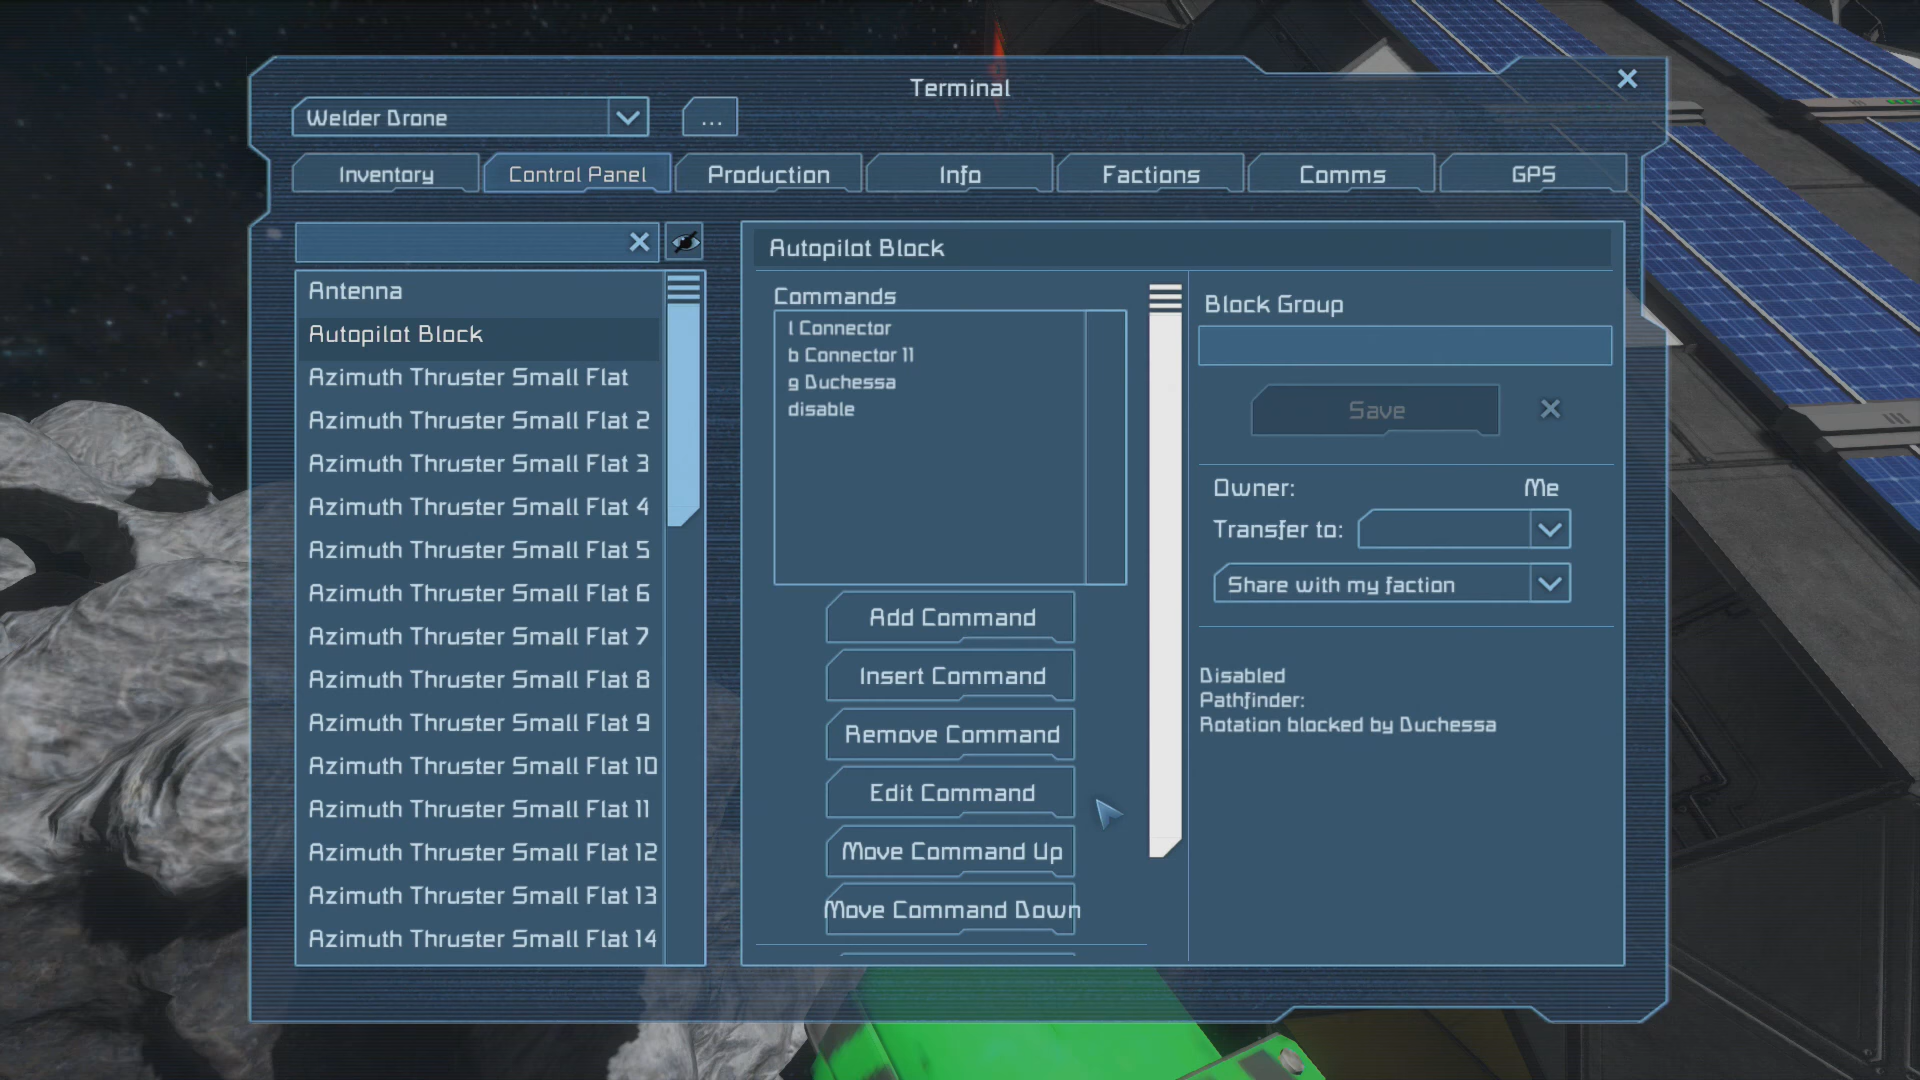 Terminal
Welder Drone
...
Inventory
Control Panel
Production
Info
Factions
Comms
GPS
Antenna
Autopilot Block
Azimuth Thruster Small Flat
Azimuth Thruster Small Flat 2
Azimuth Thruster Small Flat 3
Azimuth Thruster Small Flat 4
Azimuth Thruster Small Flat 5
Azimuth Thruster Small Flat 6
Azimuth Thruster Small Flat 7
Azimuth Thruster Small Flat 8
Azimuth Thruster Small Flat 9
Azimuth Thruster Small Flat 10
Azimuth Thruster Small Flat 11
Azimuth Thruster Small Flat 12
Azimuth Thruster Small Flat 13
Azimuth Thruster Small Flat 14
Autopilot Block
Commands
l Connector
b Connector 11
g Duchessa
disable
Add Command
Insert Command
Remove Command
Edit Command
Move Command Up
Move Command Down
Block Group
Save
Owner: Me
Transfer to:
Share with my faction
Disabled
Pathfinder:
Rotation blocked by Duchessa